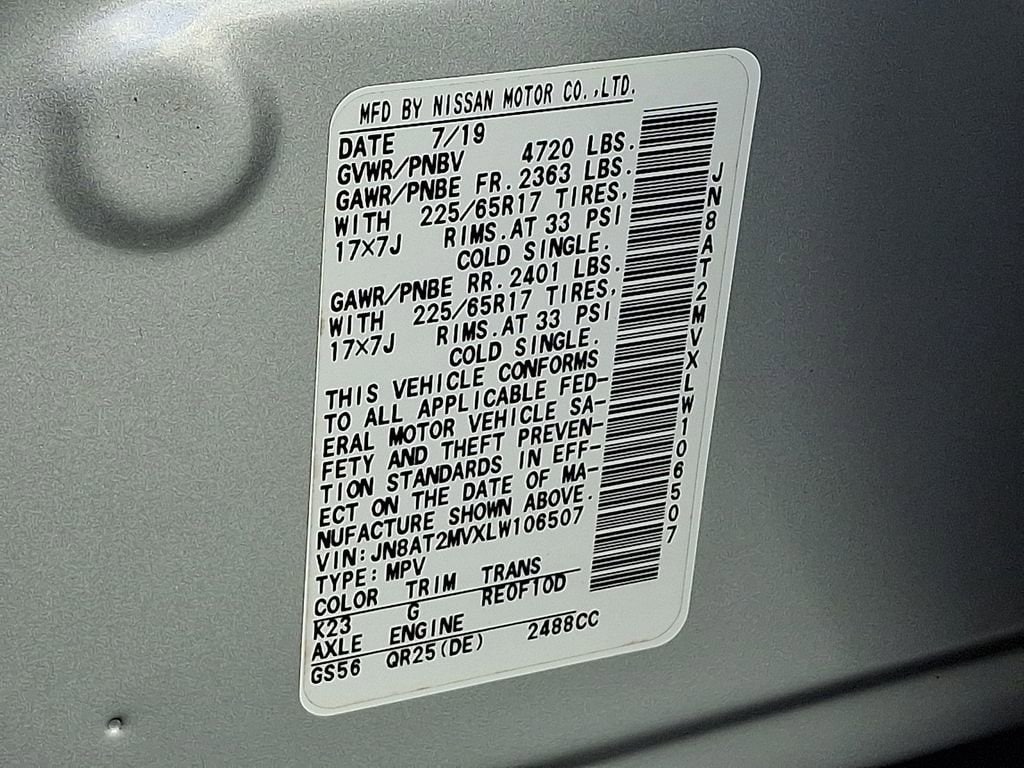 MFD BY NISSAN MOTOR CO.,LTD.
DATE 7/19
GVWR/PNBV 4720 LBS.
GAWR/PNBE FR. 2363 LBS.
WITH 225/65R17 TIRES,
17×7J RIMS.AT 33 PSI
COLD SINGLE.
GAWR/PNBE RR. 2401 LBS.
WITH 225/65R17 TIRES,
17×7J RIMS.AT 33 PSI
COLD SINGLE.
THIS VEHICLE CONFORMS
TO ALL APPLICABLE FED-
ERAL MOTOR VEHICLE SA-
FETY AND THEFT PREVEN-
TION STANDARDS IN EFF-
ECT ON THE DATE OF MA-
NUFACTURE SHOWN ABOVE.
VIN:JN8AT2MVXLW106507
TYPE:MPV
COLOR TRIM TRANS
K23 G RE0F10D
AXLE ENGINE
GS56 QR25(DE) 2488CC
JN8AT2MVXLW106507